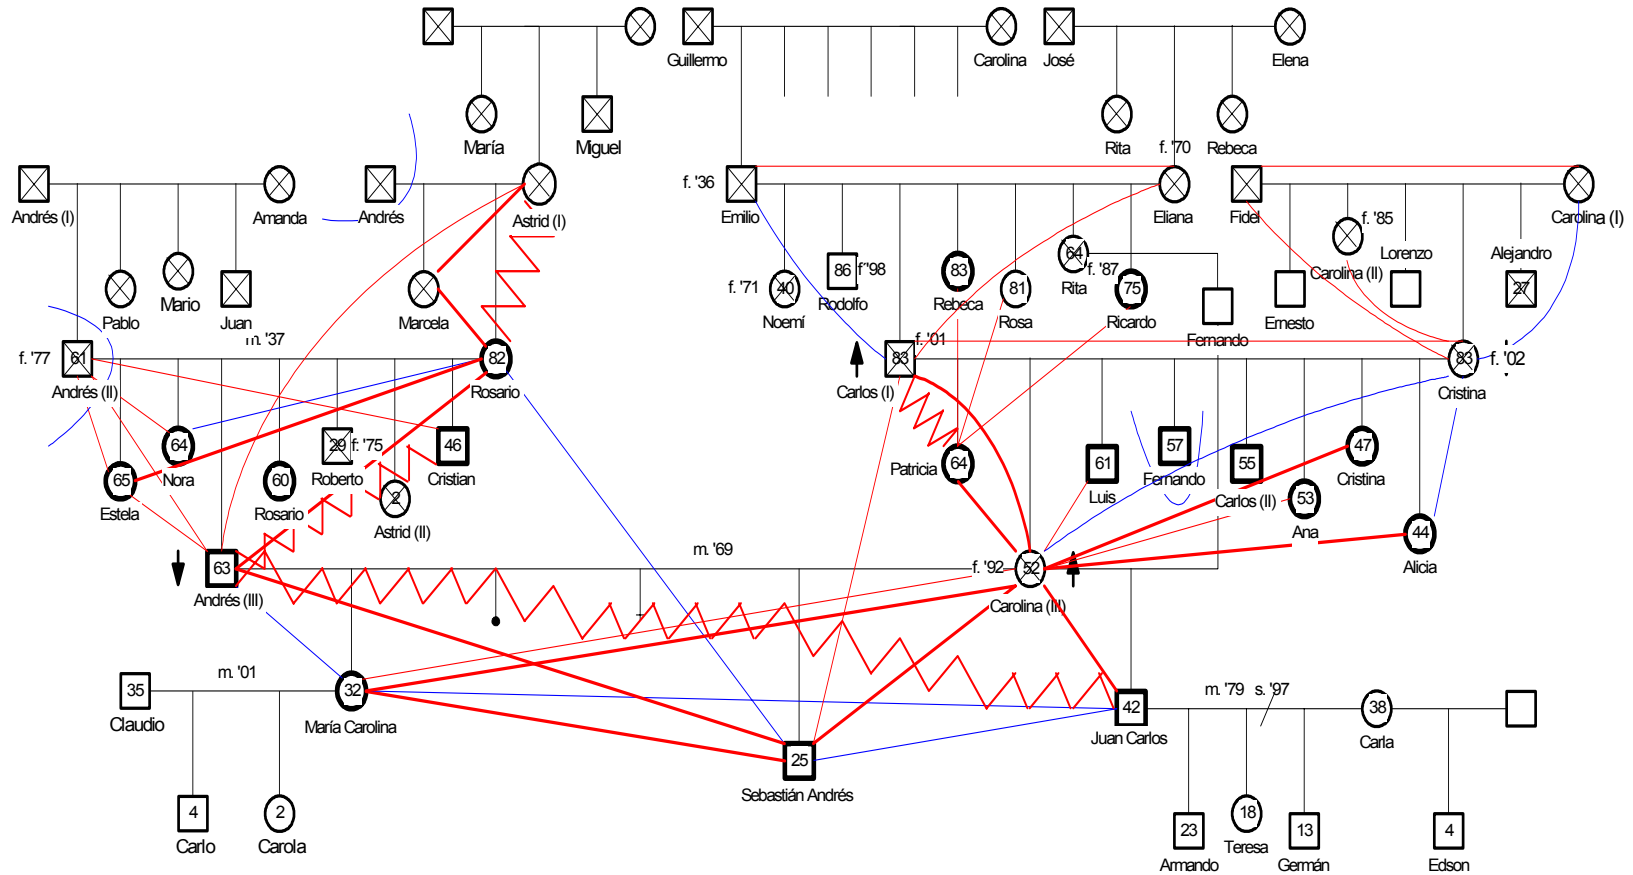 Guillermo
Carolina
José
Elena
María
Miguel
Rita
Rebeca
f. '70
f. '36
Andrés (I)
Amanda
Andrés
Astrid (I)
Emilio
Eliana
Fidel
Carolina (I)
f. '85
Lorenzo
Alejandro
64
f. '87
Carolina (II)
86
f '98
83
75
27
f. '71
40
81
Pablo
Mario
Juan
Marcela
Noemí
Rodolfo
Rebeca
Rosa
Rita
Ricardo
Fernando
Ernesto
m. '37
f. '01
f. '77
61
82
83
83
f. '02
Andrés (II)
Rosario
Carlos (I)
Cristina
64
29
f. '75
46
57
47
65
Nora
60
Roberto
2
Cristian
Patricia
64
61
Fernando
55
Cristina
Estela
Rosario
Astrid (II)
Luis
Carlos (II)
53
Ana
44
m. '69
Alicia
63
f. '92
52
Andrés (III)
Carolina (III)
m. '01
35
32
m. '79
s. '97
42
38
Claudio
María Carolina
Juan Carlos
Carla
25
Sebastián Andrés
4
2
23
18
13
4
Carlo
Carola
Armando
Teresa
Germán
Edson